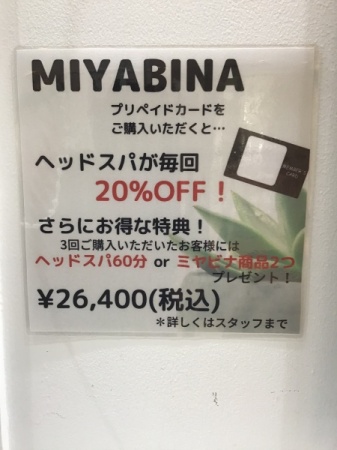 MIYABINA
プリペイドカードを
ご購入いただくと…
ヘッドスパが毎回
20%OFF！
さらにお得な特典！
3回ご購入いただいたお客様には
ヘッドスパ60分 or ミヤビナ商品2つ
プレゼント！
¥26,400(税込)
＊詳しくはスタッフまで